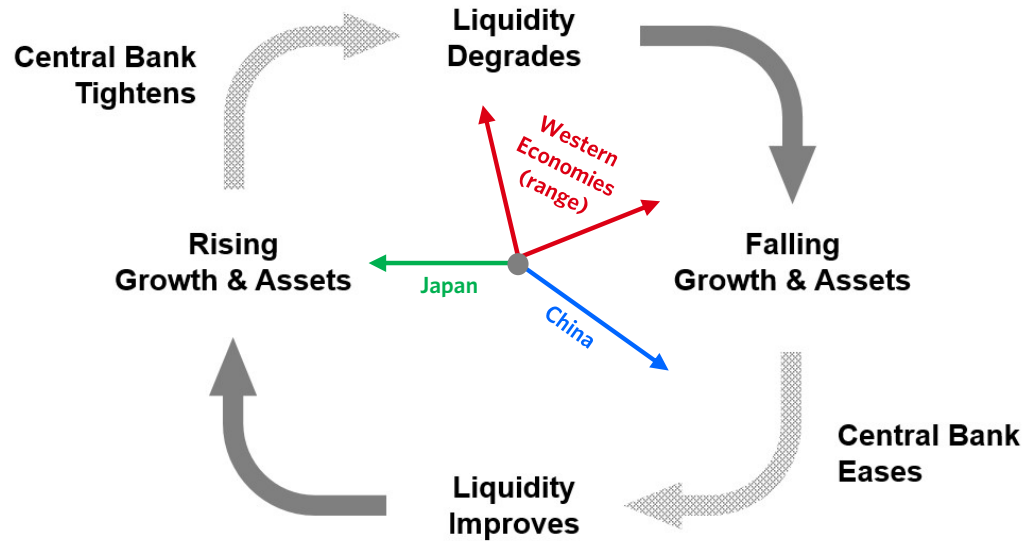 Liquidity
Degrades
Central Bank
Tightens
Western
Economies
(range)
Rising
Growth & Assets
Falling
Growth & Assets
Japan
China
Central Bank
Eases
Liquidity
Improves